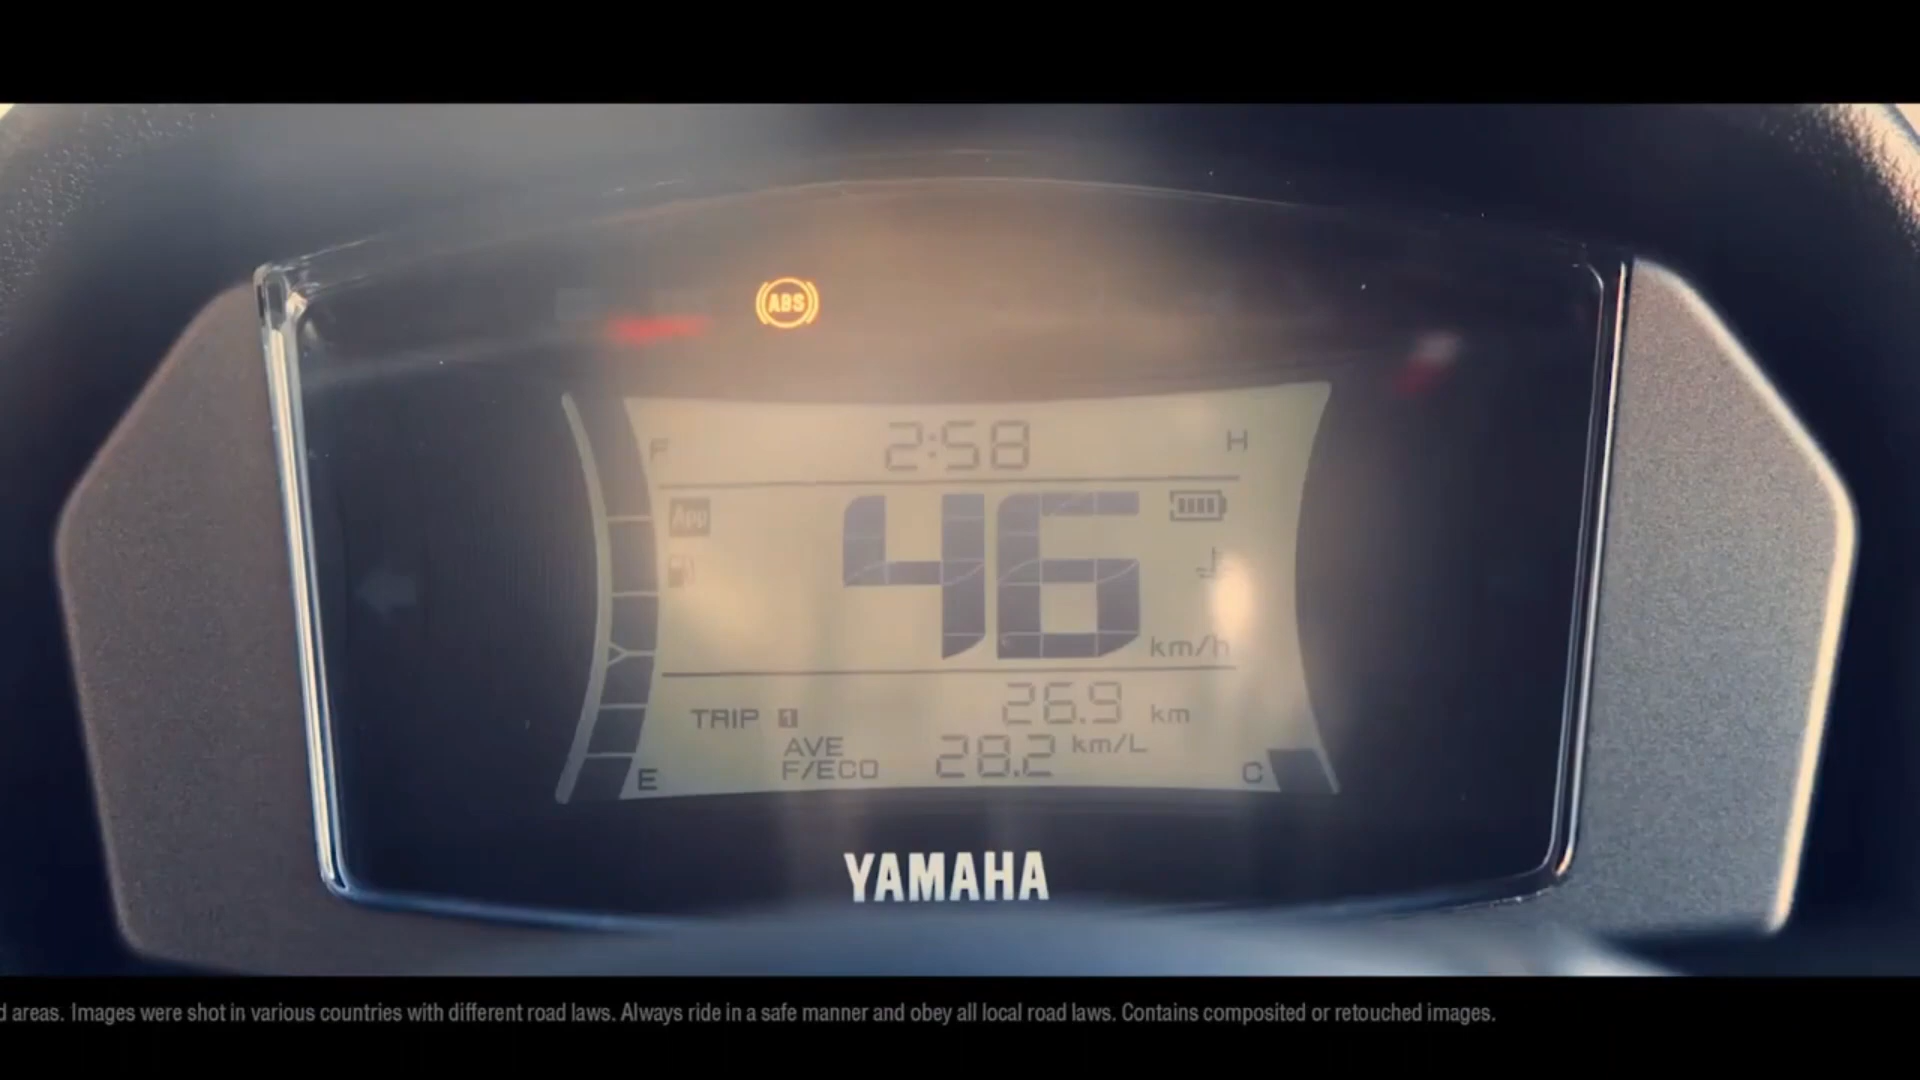 ABS
F 2:58 H
App
46 km/h
TRIP 1 26.9 km
AVE 28.2 km/L
F/ECO
E C
YAMAHA
areas. Images were shot in various countries with different road laws. Always ride in a safe manner and obey all local road laws. Contains composited or retouched images.